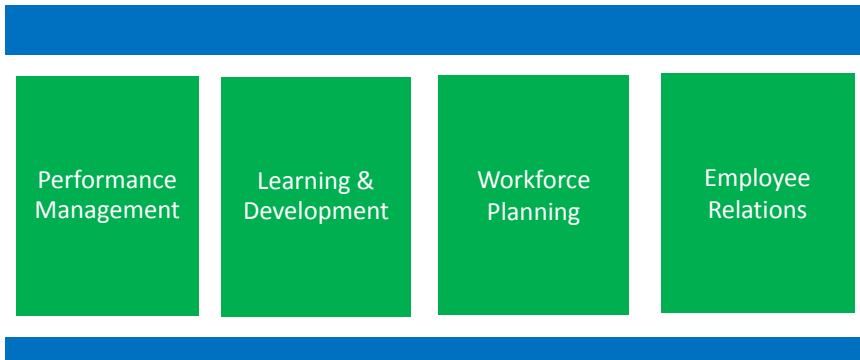 Performance
Management
Learning &
Development
Workforce
Planning
Employee
Relations